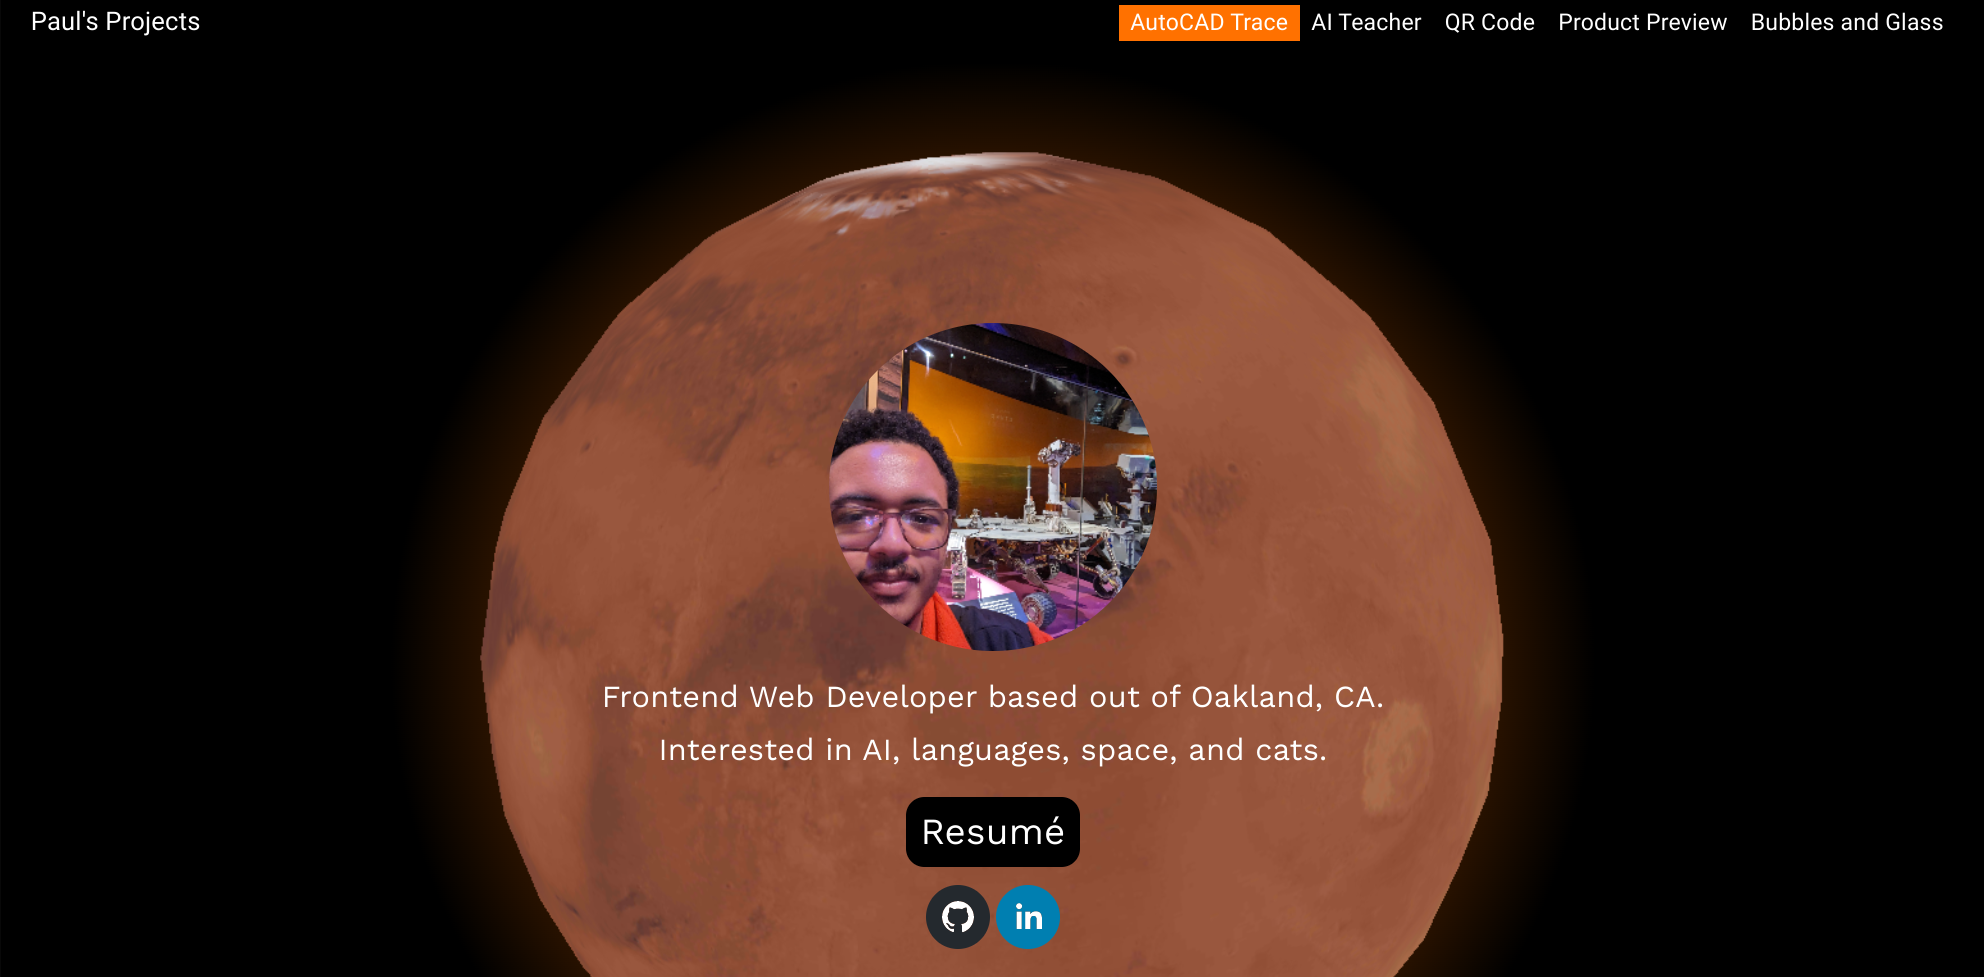 Paul's Projects
AutoCAD Trace AI Teacher QR Code Product Preview Bubbles and Glass
Frontend Web Developer based out of Oakland, CA.
Interested in AI, languages, space, and cats.
Resumé
in